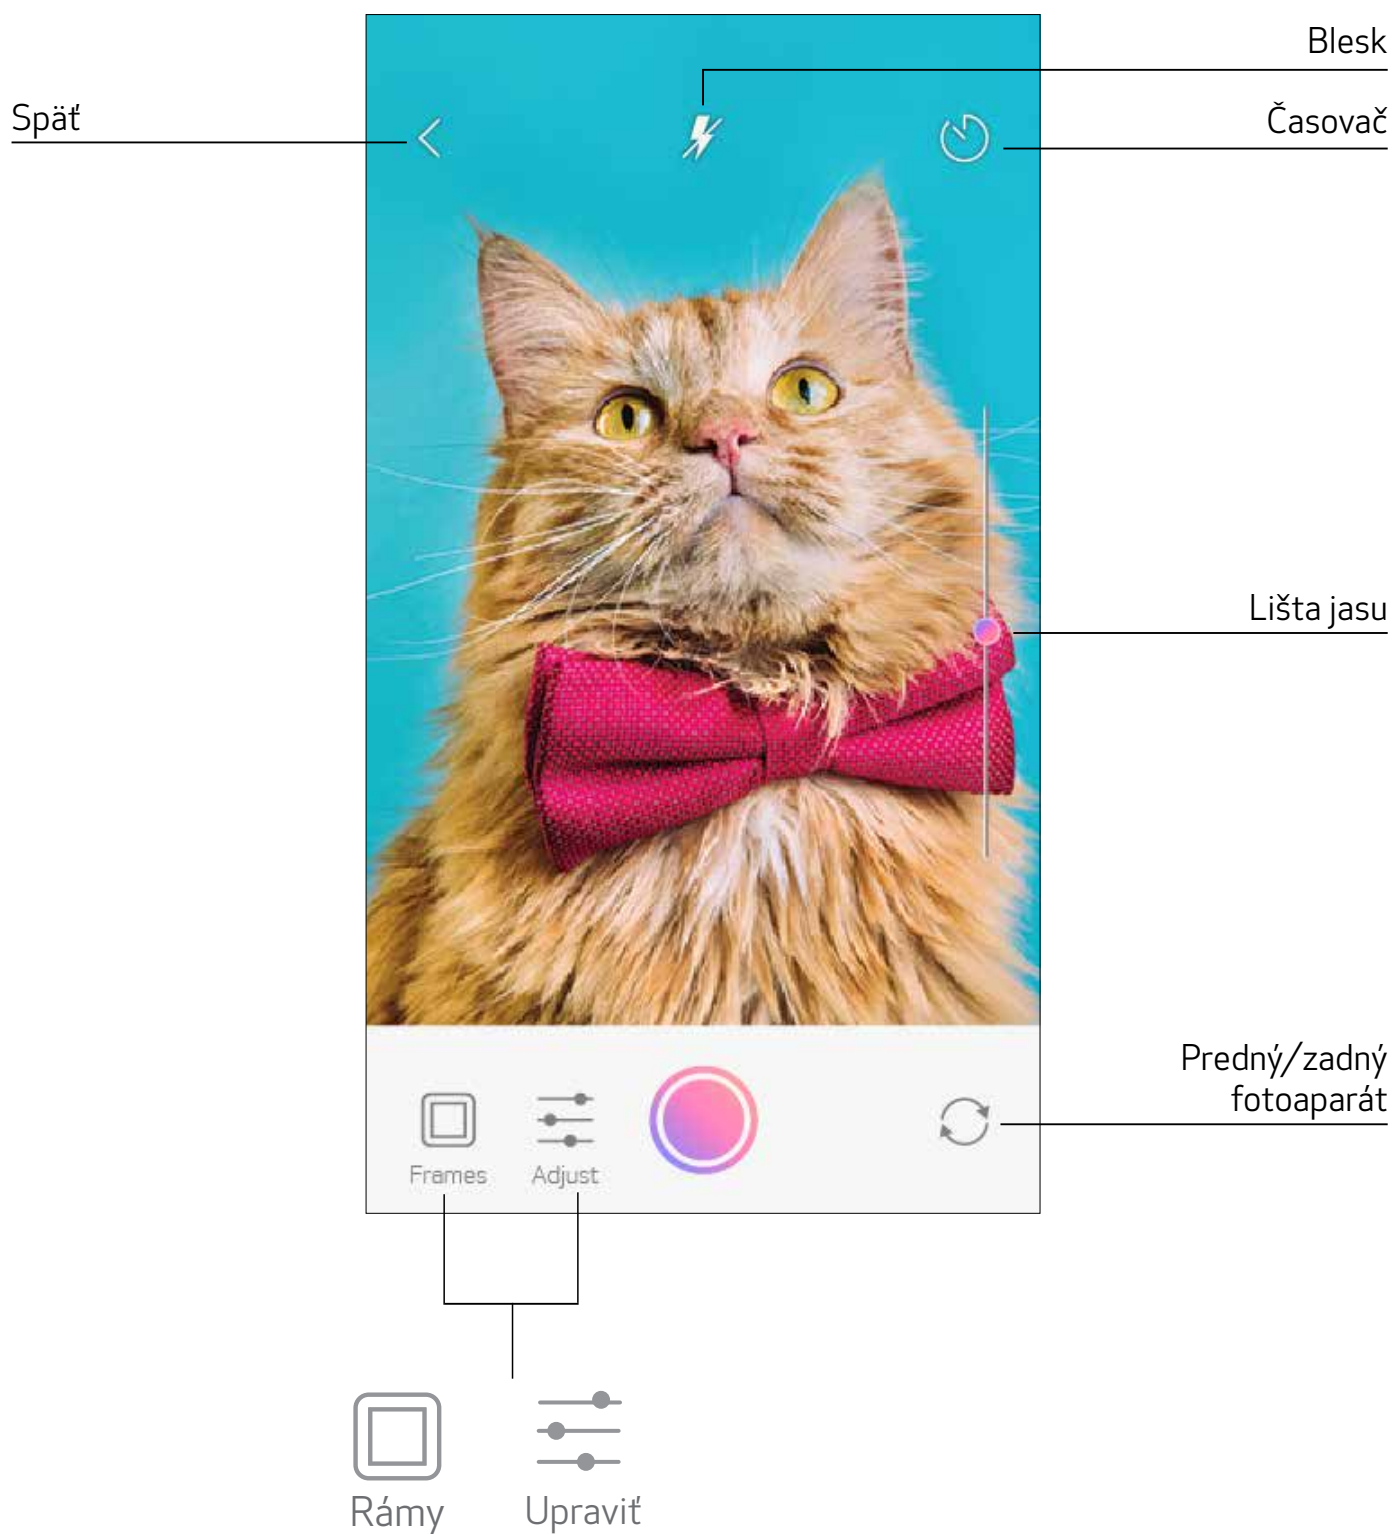 Blesk
Späť
Časovač
Lišta jasu
Predný/zadný
fotoaparát
Frames
Adjust
Rámy
Upraviť